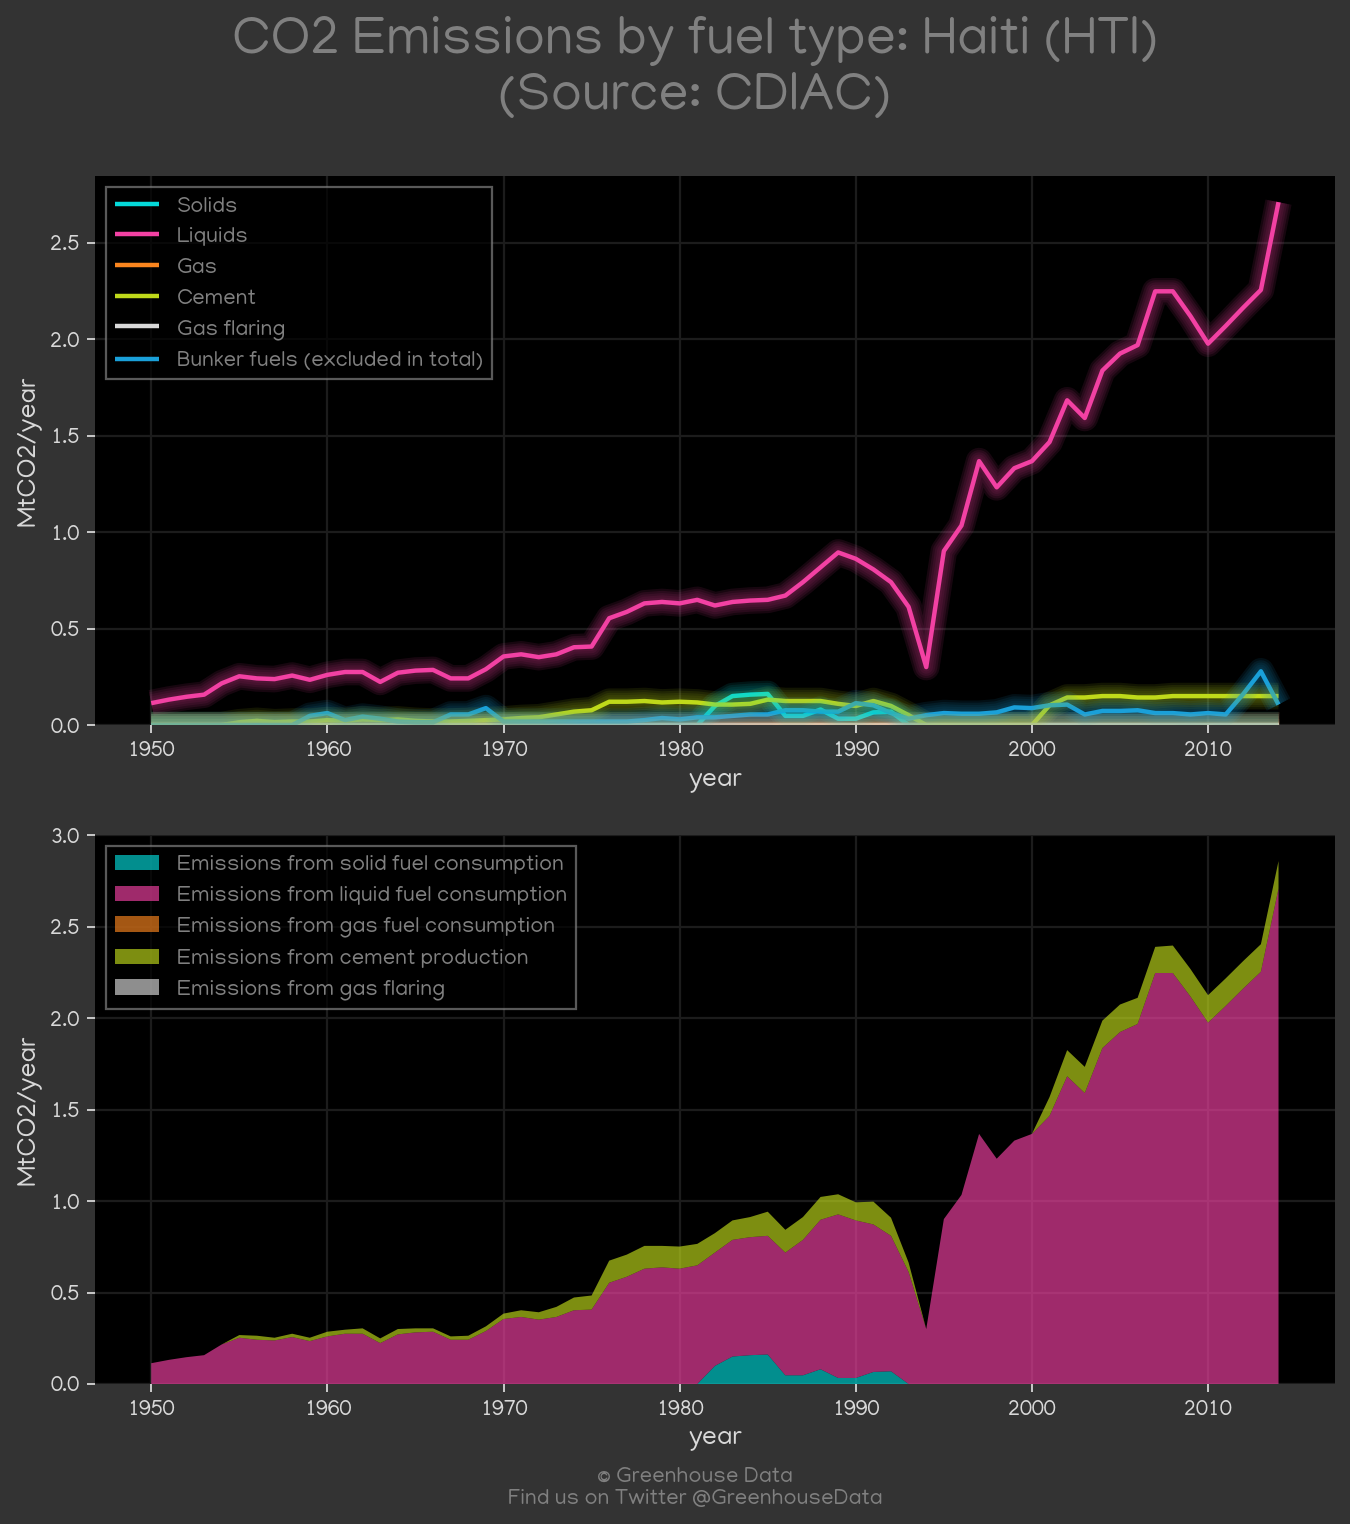 CO2 Emissions by fuel type: Haiti (HTI)
(Source: CDIAC)
Solids
Liquids
Gas
Cement
Gas flaring
Bunker fuels (excluded in total)
MtCO2/year
2.5
2.0
1.5
1.0
0.5
0.0
1950 1960 1970 1980 1990 2000 2010
year
Emissions from solid fuel consumption
Emissions from liquid fuel consumption
Emissions from gas fuel consumption
Emissions from cement production
Emissions from gas flaring
MtCO2/year
3.0
2.5
2.0
1.5
1.0
0.5
0.0
1950 1960 1970 1980 1990 2000 2010
year
© Greenhouse Data
Find us on Twitter @GreenhouseData